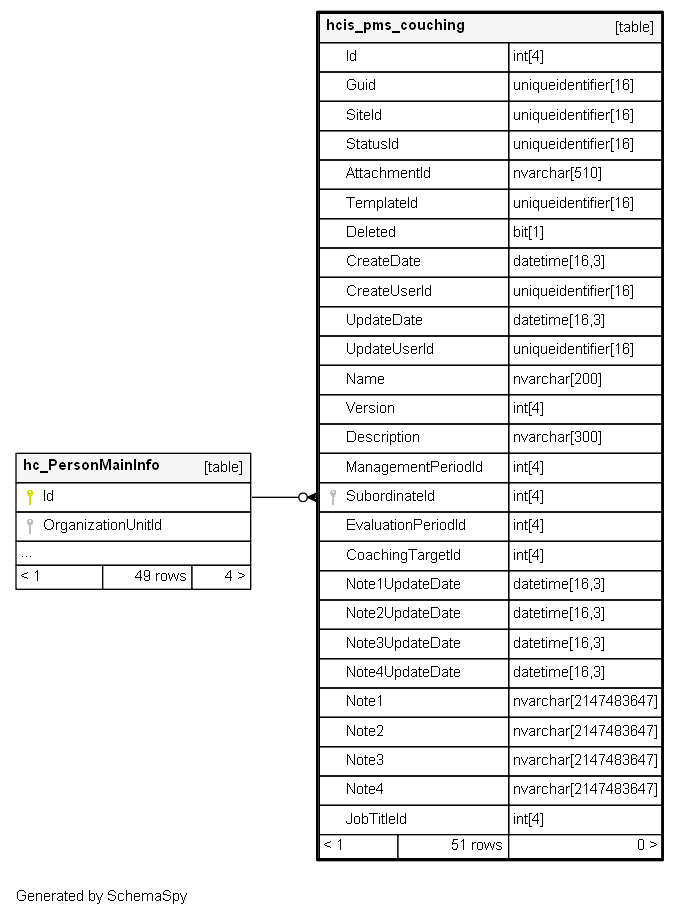 hcis_pms_couching [table]
Id int[4]
Guid uniqueidentifier[16]
SiteId uniqueidentifier[16]
StatusId uniqueidentifier[16]
AttachmentId nvarchar[510]
TemplateId uniqueidentifier[16]
Deleted bit[1]
CreateDate datetime[16,3]
CreateUserId uniqueidentifier[16]
UpdateDate datetime[16,3]
UpdateUserId uniqueidentifier[16]
Name nvarchar[200]
Version int[4]
Description nvarchar[300]
ManagementPeriodId int[4]
SubordinateId int[4]
EvaluationPeriodId int[4]
CoachingTargetId int[4]
Note1UpdateDate datetime[16,3]
Note2UpdateDate datetime[16,3]
Note3UpdateDate datetime[16,3]
Note4UpdateDate datetime[16,3]
Note1 nvarchar[2147483647]
Note2 nvarchar[2147483647]
Note3 nvarchar[2147483647]
Note4 nvarchar[2147483647]
JobTitleId int[4]
< 1 51 rows 0 >
hc_PersonMainInfo [table]
Id
OrganizationUnitId
...
< 1 49 rows 4 >
Generated by SchemaSpy